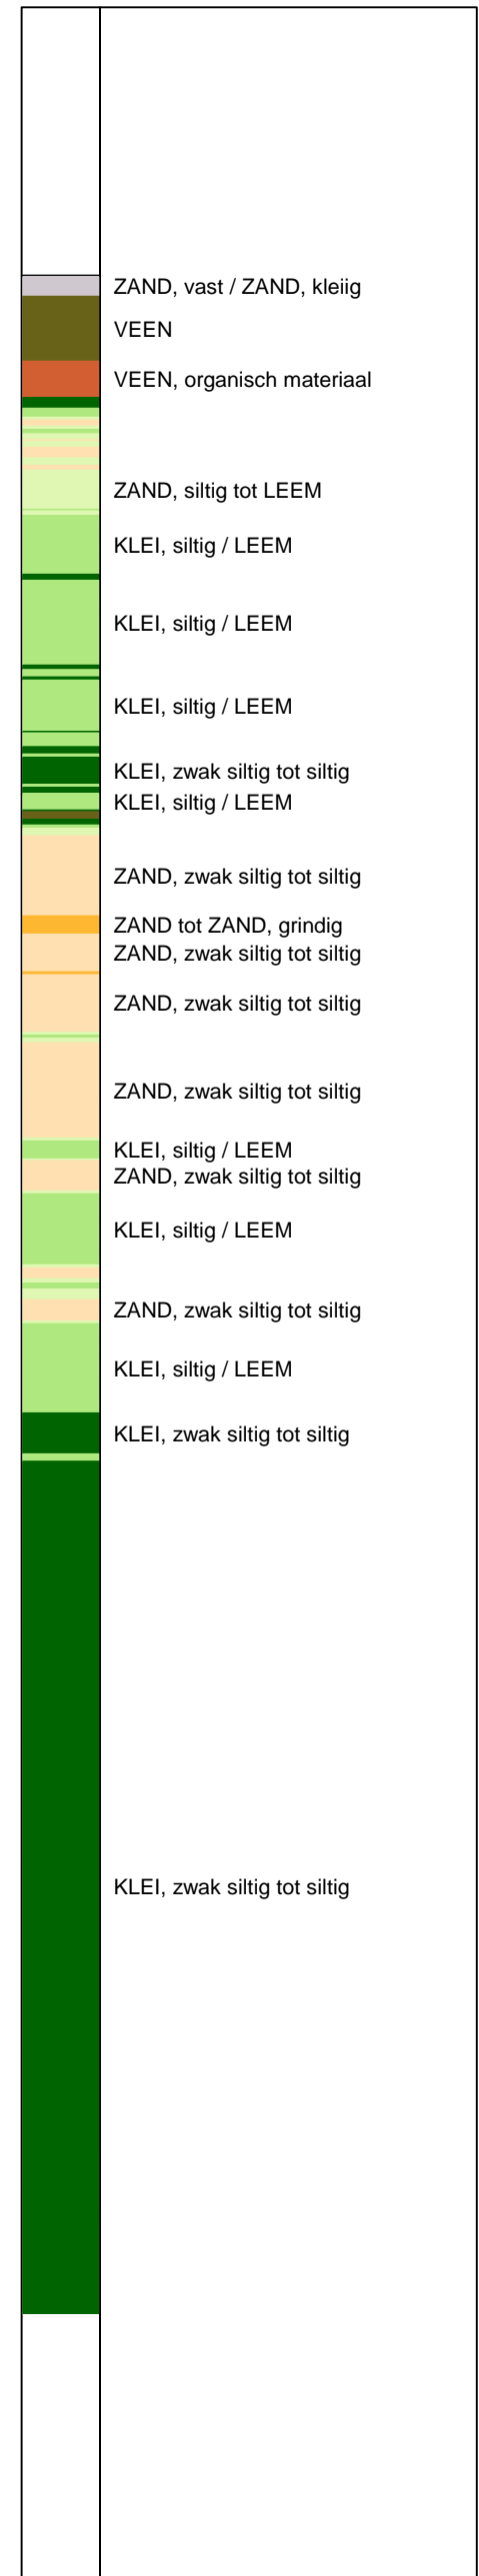 ZAND, vast / ZAND, kleiig
VEEN
VEEN, organisch materiaal
ZAND, siltig tot LEEM
KLEI, siltig / LEEM
KLEI, siltig / LEEM
KLEI, siltig / LEEM
KLEI, zwak siltig tot siltig
KLEI, siltig / LEEM
ZAND, zwak siltig tot siltig
ZAND tot ZAND, grindig
ZAND, zwak siltig tot siltig
ZAND, zwak siltig tot siltig
ZAND, zwak siltig tot siltig
KLEI, siltig / LEEM
ZAND, zwak siltig tot siltig
KLEI, siltig / LEEM
ZAND, zwak siltig tot siltig
KLEI, siltig / LEEM
KLEI, zwak siltig tot siltig
KLEI, zwak siltig tot siltig